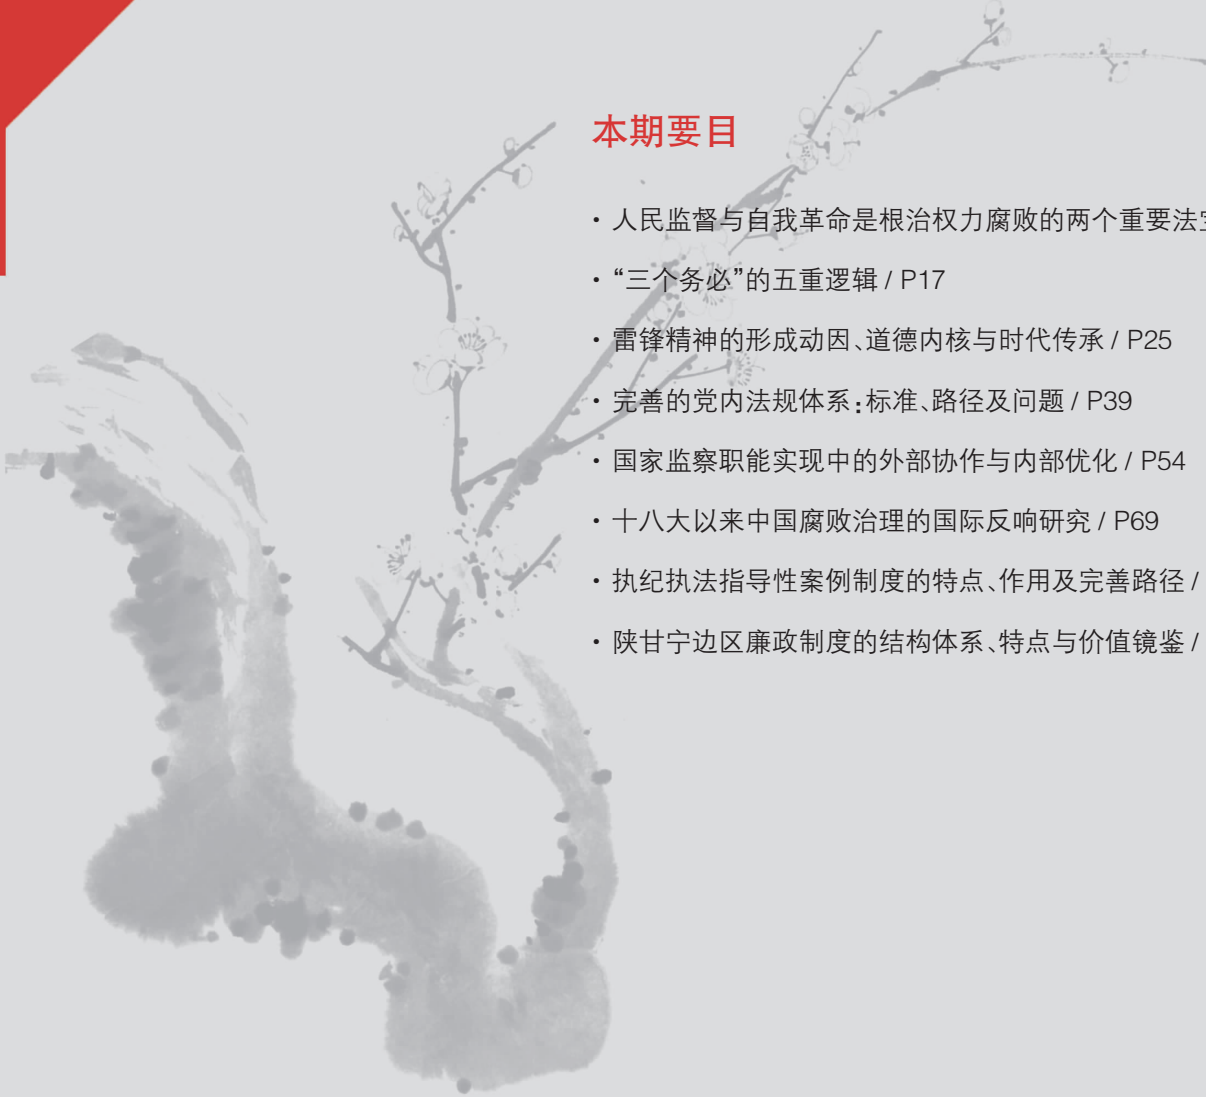 本期要目
· 人民监督与自我革命是根治权力腐败的两个重要法
· “三个务必”的五重逻辑 / P17
· 雷锋精神的形成动因、道德内核与时代传承 / P25
· 完善的党内法规体系：标准、路径及问题 / P39
· 国家监察职能实现中的外部协作与内部优化 / P54
· 十八大以来中国腐败治理的国际反响研究 / P69
· 执纪执法指导性案例制度的特点、作用及完善路径 /
· 陕甘宁边区廉政制度的结构体系、特点与价值镜鉴 /